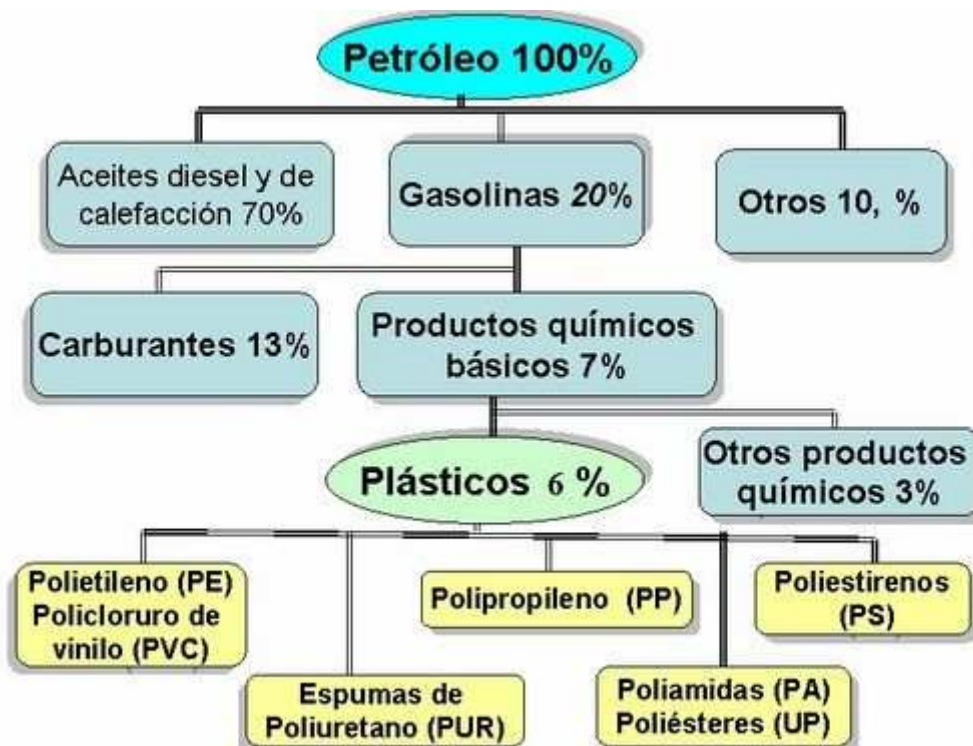 Petróleo 100%
Aceites diesel y de
calefacción 70%
Gasolinas 20%
Otros 10, %
Carburantes 13%
Productos químicos
básicos 7%
Plásticos 6 %
Otros productos
químicos 3%
Polietileno (PE)
Policloruro de
vinilo (PVC)
Polipropileno (PP)
Poliestirenos
(PS)
Espumas de
Poliuretano (PUR)
Poliamidas (PA)
Poliésteres (UP)